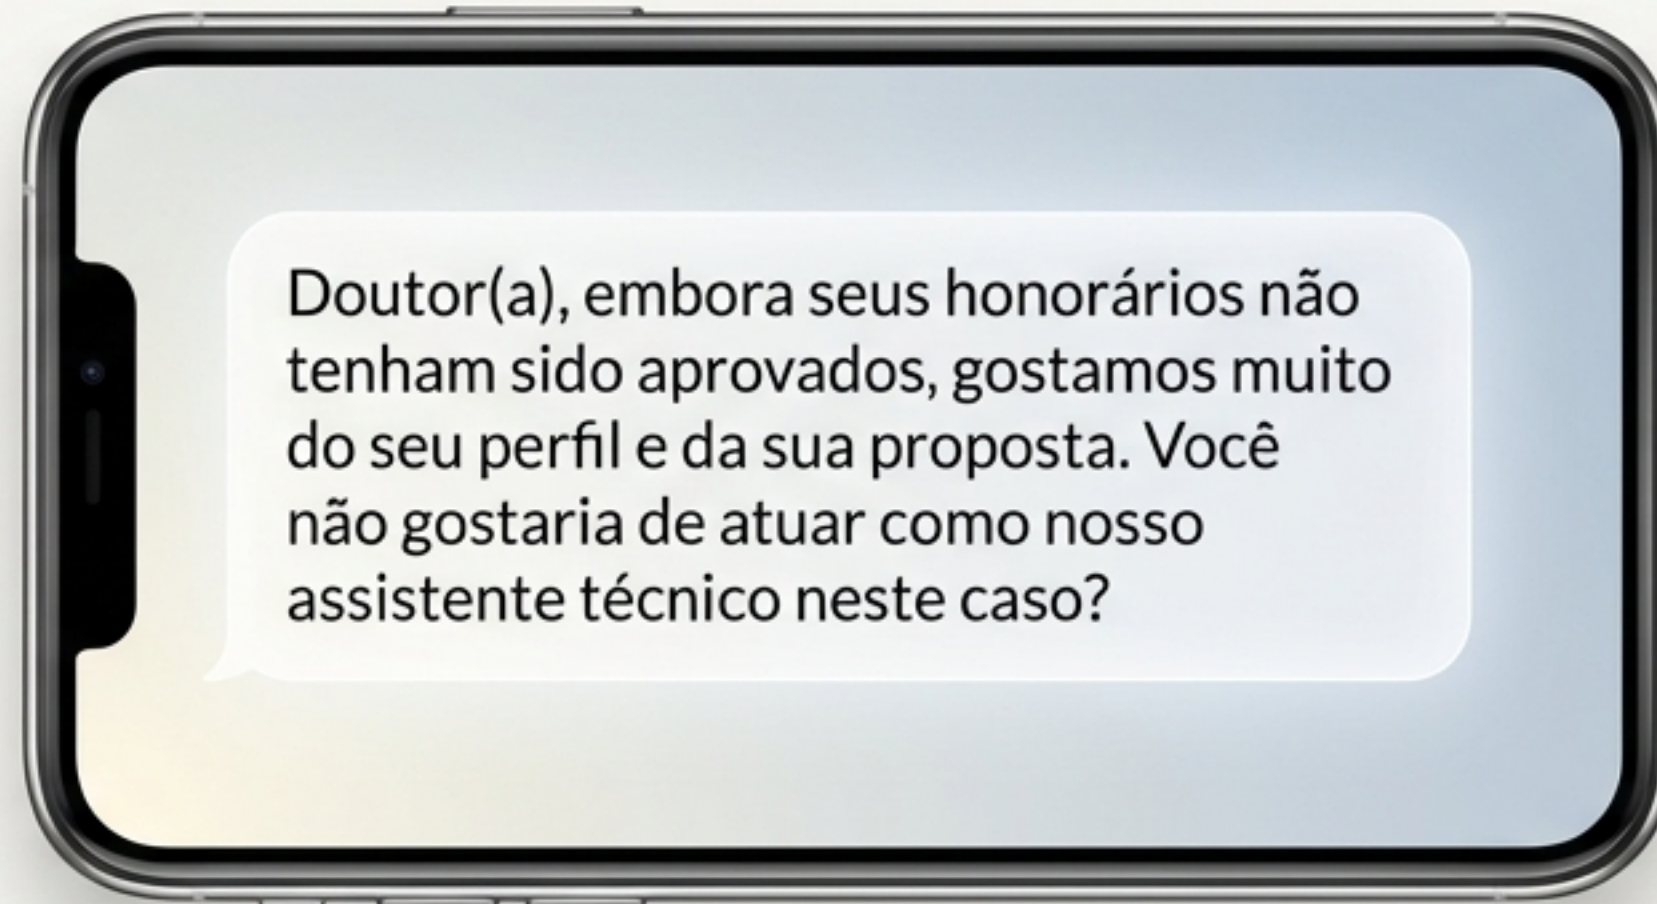 Doutor(a), embora seus honorários não
tenham sido aprovados, gostamos muito
do seu perfil e da sua proposta. Você
não gostaria de atuar como nosso
assistente técnico neste caso?